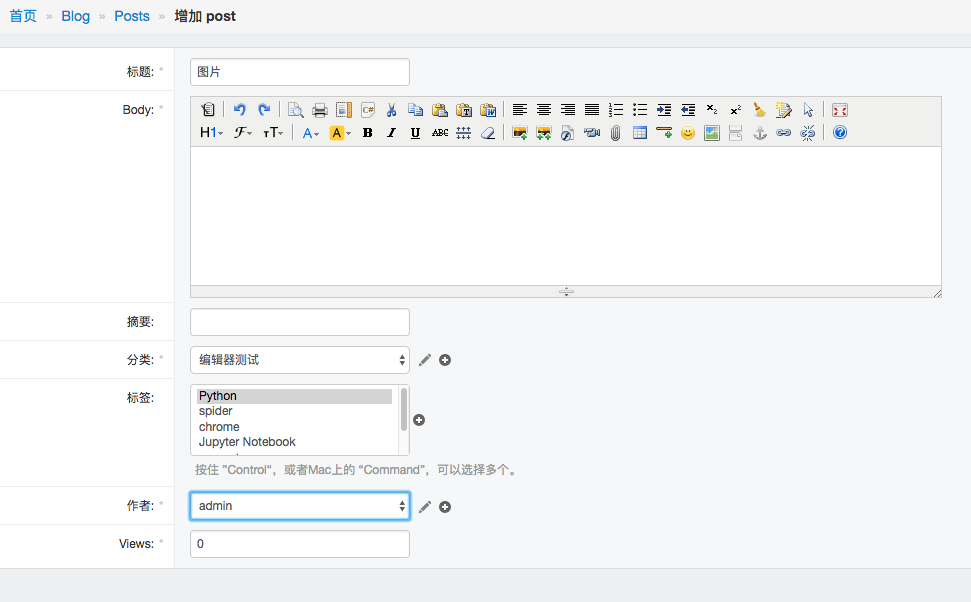 首页 » Blog » Posts » 增加 post
标题: *
图片
Body: *
H1 F тT A A B I U ABC
摘要:
分类: *
编辑器测试
标签:
Python
spider
chrome
Jupyter Notebook
按住 "Control"，或者Mac上的 “Command”，可以选择多个。
作者: *
admin
Views: *
0